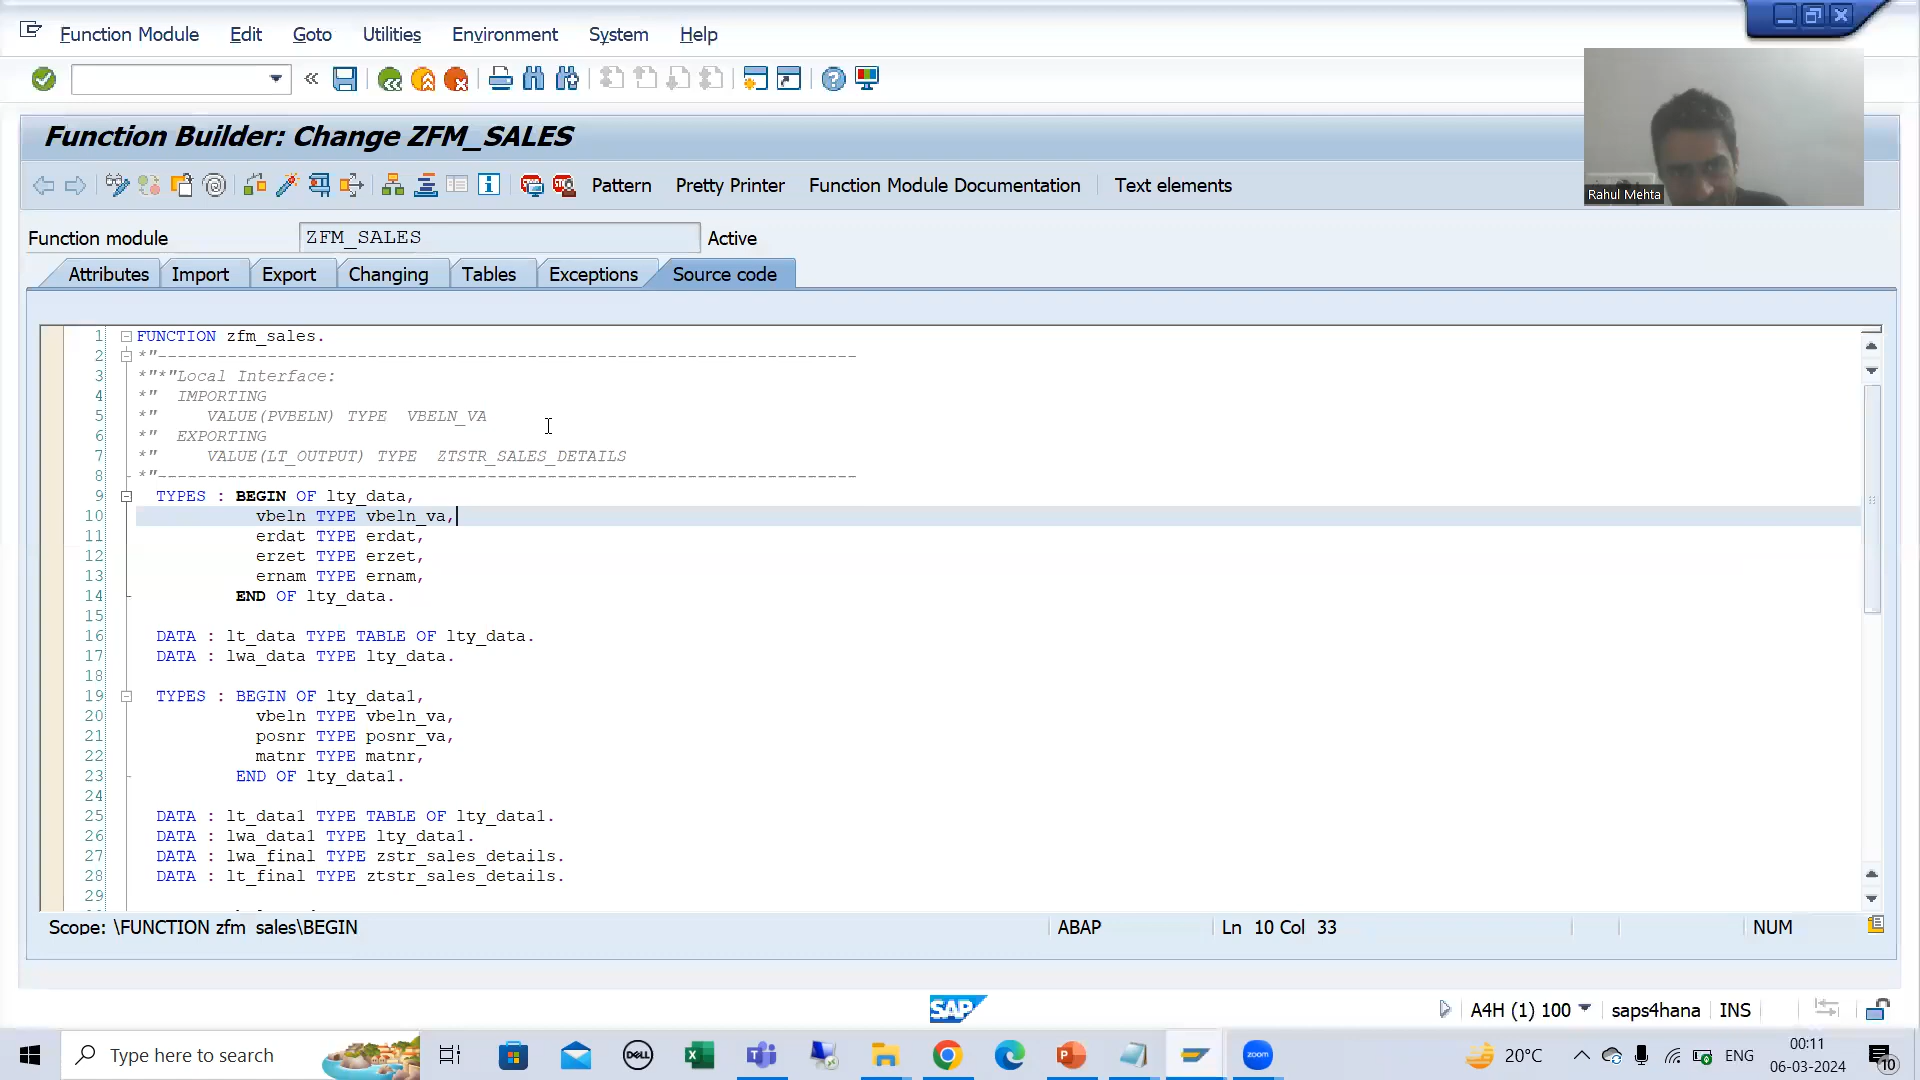 Function Module Edit Goto Utilities Environment System Help
Function Builder: Change ZFM_SALES
Pattern Pretty Printer Function Module Documentation Text elements
Rahul Mehta
Function module ZFM_SALES Active
Attributes Import Export Changing Tables Exceptions Source code
1 FUNCTION zfm_sales.
2 *"----------------------------------------------------------------------
3 *"*"Local Interface:
4 *" IMPORTING
5 *" VALUE(PVBELN) TYPE VBELN_VA
6 *" EXPORTING
7 *" VALUE(LT_OUTPUT) TYPE ZTSTR_SALES_DETAILS
8 *"----------------------------------------------------------------------
9 TYPES : BEGIN OF lty_data,
10 vbeln TYPE vbeln_va,
11 erdat TYPE erdat,
12 erzet TYPE erzet,
13 ernam TYPE ernam,
14 END OF lty_data.
15
16 DATA : lt_data TYPE TABLE OF lty_data.
17 DATA : lwa_data TYPE lty_data.
18
19 TYPES : BEGIN OF lty_data1,
20 vbeln TYPE vbeln_va,
21 posnr TYPE posnr_va,
22 matnr TYPE matnr,
23 END OF lty_data1.
24
25 DATA : lt_data1 TYPE TABLE OF lty_data1.
26 DATA : lwa_data1 TYPE lty_data1.
27 DATA : lwa_final TYPE zstr_sales_details.
28 DATA : lt_final TYPE ztstr_sales_details.
29
Scope: \FUNCTION zfm_sales\BEGIN ABAP Ln 10 Col 33 NUM
SAP A4H (1) 100 saps4hana INS
Type here to search DELL zoom 20°C ENG 00:11
06-03-2024 10